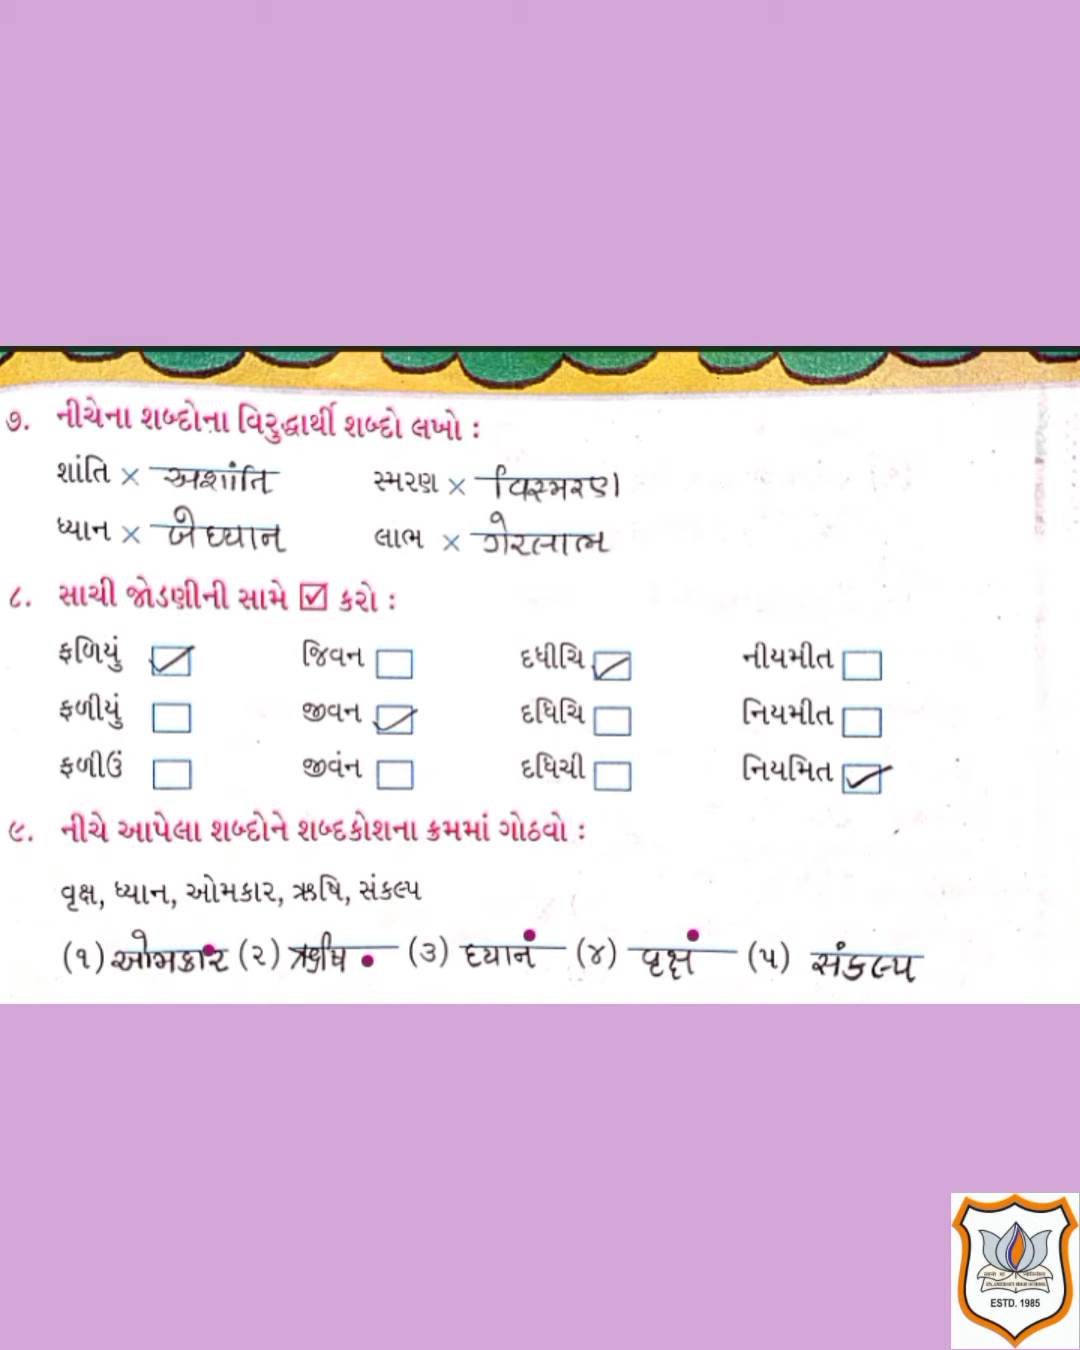 ૭. નીચેના શબ્દોના વિરુદ્ધાર્થી શબ્દો લખો :
શાંતિ × અશાંતિ સ્મરણ × વિસ્મરણ
ધ્યાન × બેધ્યાન લાભ × ગેરલાભ
૮. સાચી જોડણીની સામે ☑ કરો :
ફળિયું ☑ જિવન ☐ દધીચિ ☑ નીયમીત ☐
ફળીયું ☐ જીવન ☑ દધિચિ ☐ નિયમીત ☐
ફળીઉં ☐ જીવંન ☐ દધિચી ☐ નિયમિત ☑
૯. નીચે આપેલા શબ્દોને શબ્દકોશના ક્રમમાં ગોઠવો :
વૃક્ષ, ધ્યાન, ઓમકાર, ઋષિ, સંકલ્પ
(૧) ઓમકાર (૨) ઋષિ (૩) ધ્યાન (૪) વૃક્ષ (૫) સંકલ્પ
ESTD. 1985